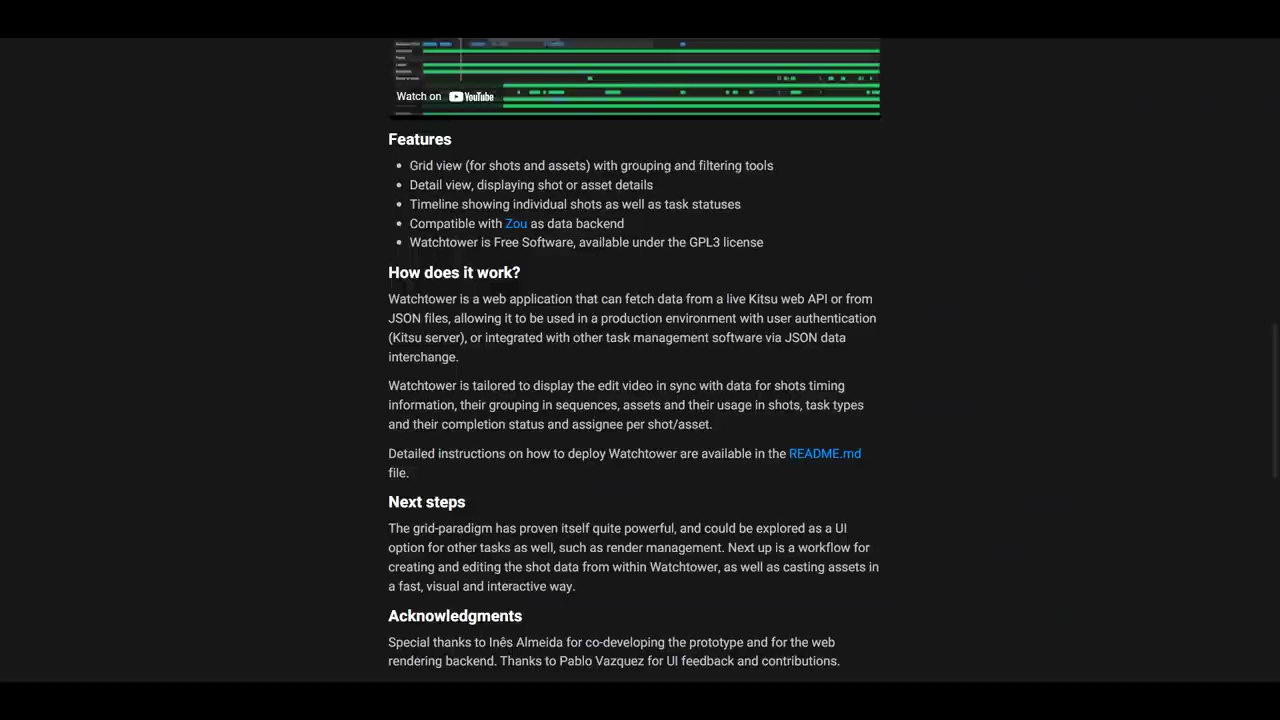 Watch on YouTube
Features
Grid view (for shots and assets) with grouping and filtering tools
Detail view, displaying shot or asset details
Timeline showing individual shots as well as task statuses
Compatible with Zou as data backend
Watchtower is Free Software, available under the GPL3 license
How does it work?
Watchtower is a web application that can fetch data from a live Kitsu web API or from
JSON files, allowing it to be used in a production environment with user authentication
(Kitsu server), or integrated with other task management software via JSON data
interchange.
Watchtower is tailored to display the edit video in sync with data for shots timing
information, their grouping in sequences, assets and their usage in shots, task types
and their completion status and assignee per shot/asset.
Detailed instructions on how to deploy Watchtower are available in the README.md
file.
Next steps
The grid-paradigm has proven itself quite powerful, and could be explored as a UI
option for other tasks as well, such as render management. Next up is a workflow for
creating and editing the shot data from within Watchtower, as well as casting assets in
a fast, visual and interactive way.
Acknowledgments
Special thanks to Inês Almeida for co-developing the prototype and for the web
rendering backend. Thanks to Pablo Vazquez for UI feedback and contributions.